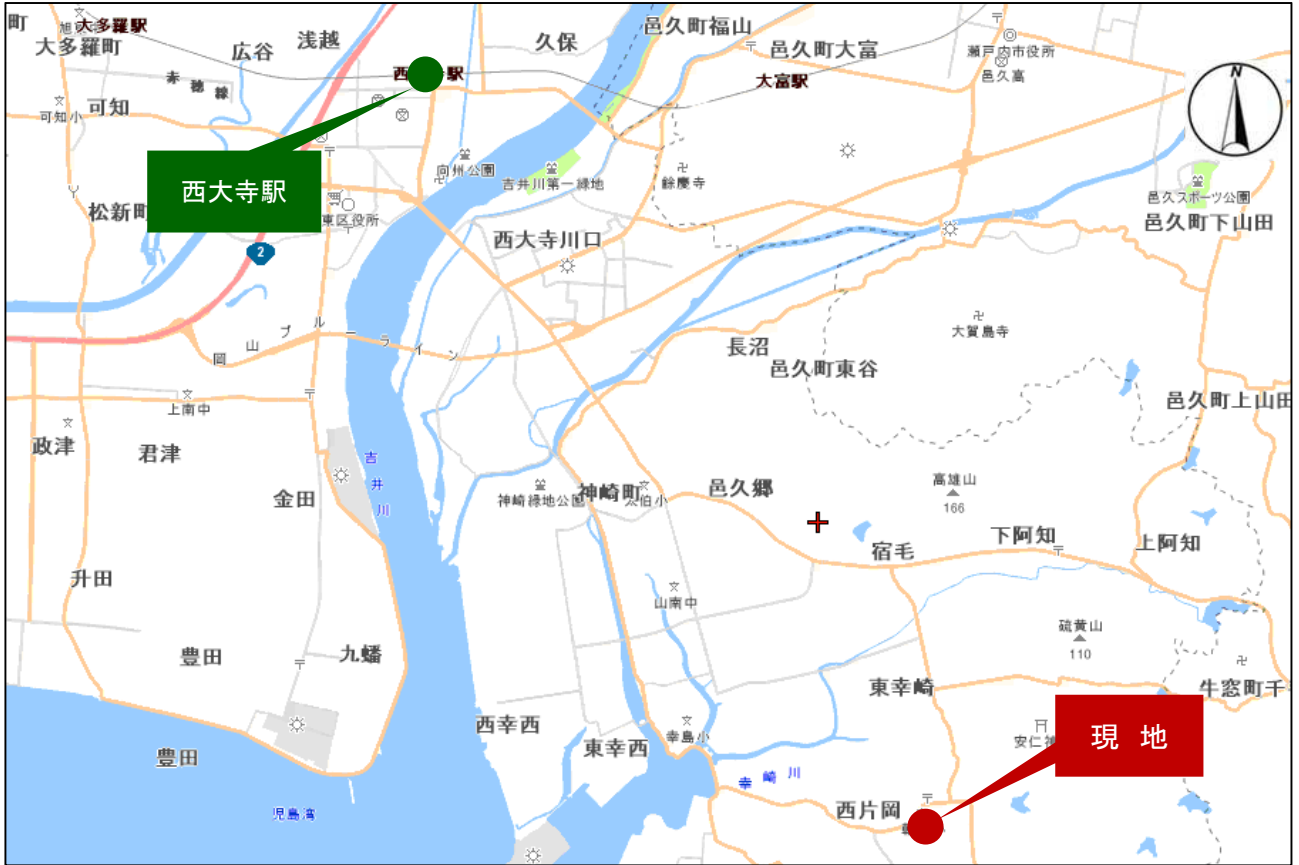 町
大多羅駅
大多羅町
広谷
浅越
久保
邑久町福山
邑久町大富
瀬戸内市役所
邑久高
N
西
駅
大富駅
赤穂線
可知
可知小
向州公園
吉井川第一緑地
餘慶寺
邑久スポーツ公園
西大寺駅
松新町
東区役所
西大寺川口
邑久町下山田
2
大賀島寺
岡山ブルーライン
長沼
邑久町東谷
上南中
邑久町上山田
政津
君津
吉井川
金田
神崎緑地公園
神崎町
太伯小
邑久郷
高雄山
166
宿毛
下阿知
上阿知
升田
山南中
硫黄山
110
豊田
九蟠
東幸崎
牛窓町千
西幸西
東幸西
幸島小
安仁
現 地
豊田
幸崎川
児島湾
西片岡